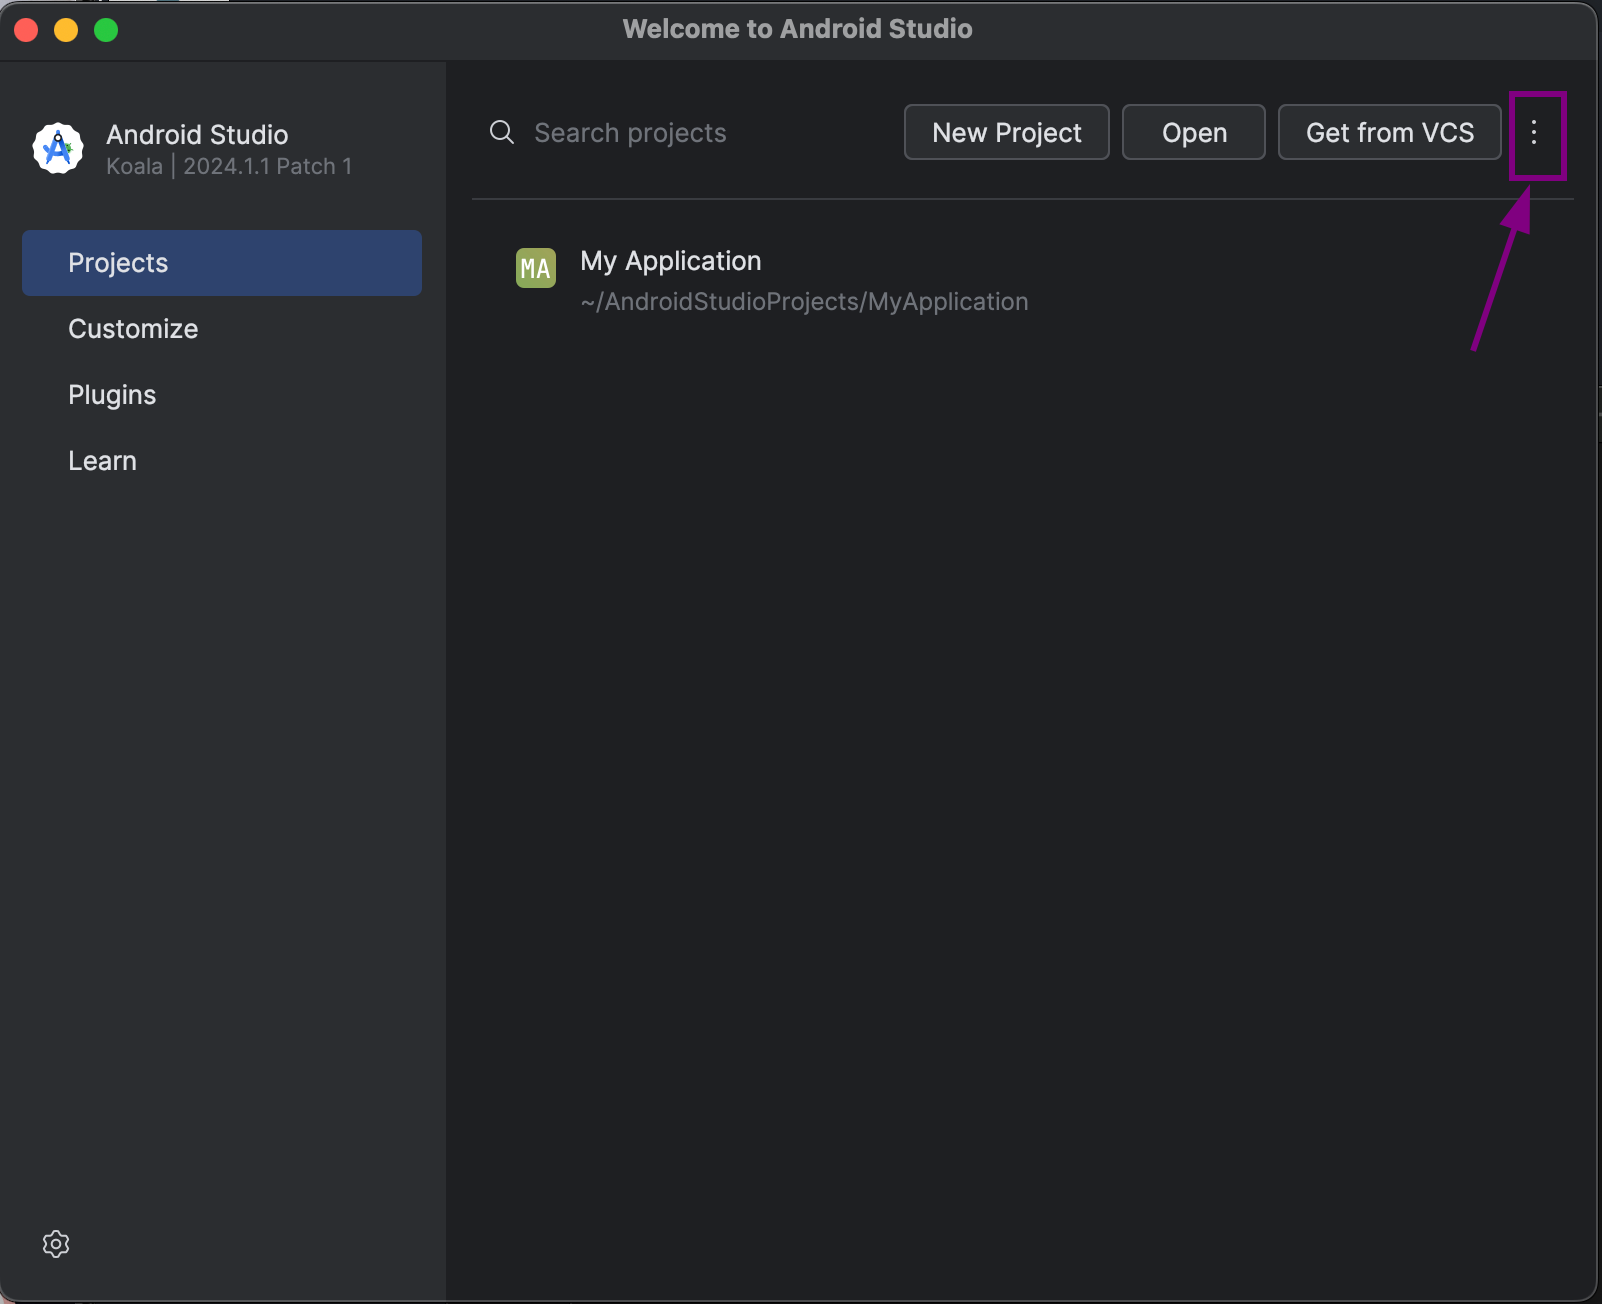 Welcome to Android Studio
Android Studio
Koala | 2024.1.1 Patch 1
Projects
Customize
Plugins
Learn
Search projects
New Project
Open
Get from VCS
MA
My Application
~/AndroidStudioProjects/MyApplication